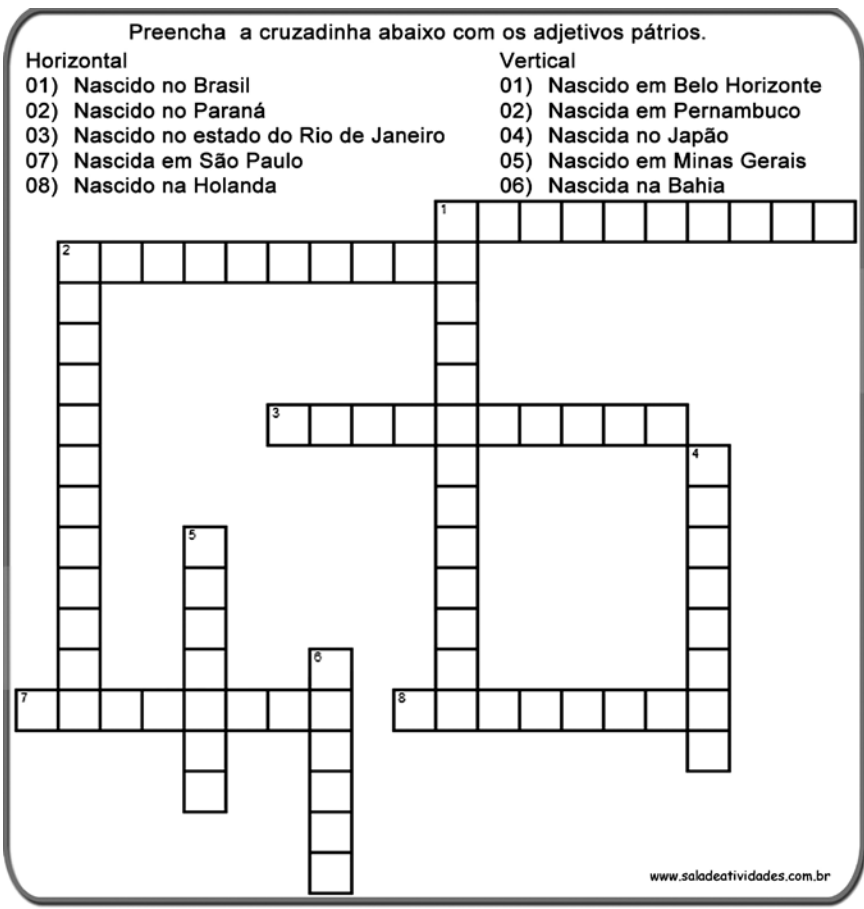 Preencha a cruzadinha abaixo com os adjetivos pátrios.
Horizontal
01) Nascido no Brasil
02) Nascido no Paraná
03) Nascido no estado do Rio de Janeiro
07) Nascida em São Paulo
08) Nascido na Holanda
Vertical
01) Nascido em Belo Horizonte
02) Nascida em Pernambuco
04) Nascida no Japão
05) Nascido em Minas Gerais
06) Nascida na Bahia
1
2
3
4
5
6
7
8
www.saladeatividades.com.br